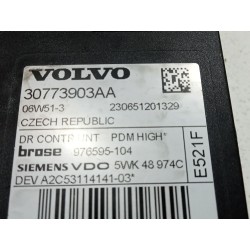 VOLVO
30773903AA
06W51-3 230651201329
CZECH REPUBLIC
DR CONTR INT PDM HIGH*
brose 976595-104
SIEMENS VDO 5WK 48 974C
DEV A2C53114141-03*
E521F